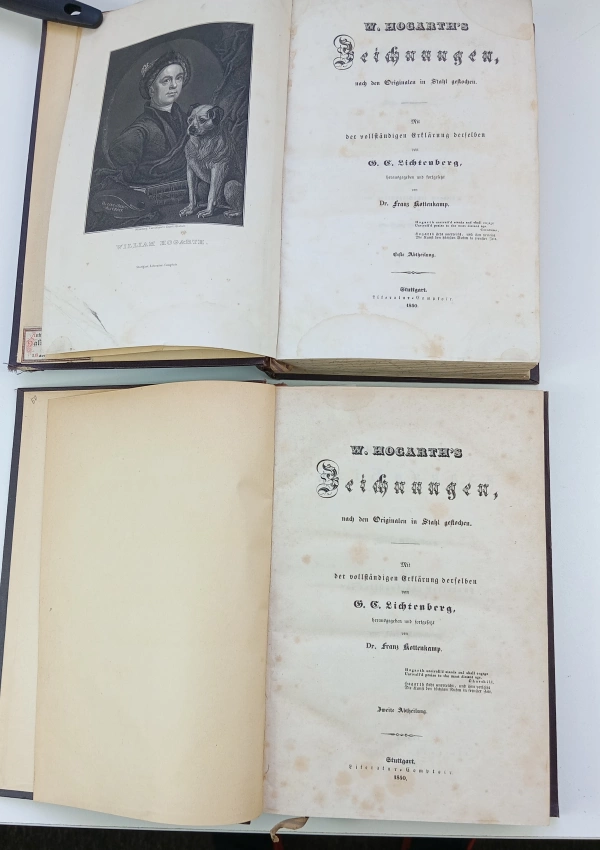 WILLIAM HOGARTH.
W. HOGARTH'S
Zeichnungen,
nach den Originalen in Stahl gestochen.
Mit
der vollständigen Erklärung derselben
von
G. C. Lichtenberg,
herausgegeben und fortgesetzt
von
Dr. Franz Kottenkamp.
Erste Abtheilung.
Stuttgart.
Literatur-Comptoir.
1840.
W. HOGARTH'S
Zeichnungen,
nach den Originalen in Stahl gestochen.
Mit
der vollständigen Erklärung derselben
von
G. C. Lichtenberg,
herausgegeben und fortgesetzt
von
Dr. Franz Kottenkamp.
Churchill.
Zweite Abtheilung.
Stuttgart.
Literatur-Comptoir.
1840.